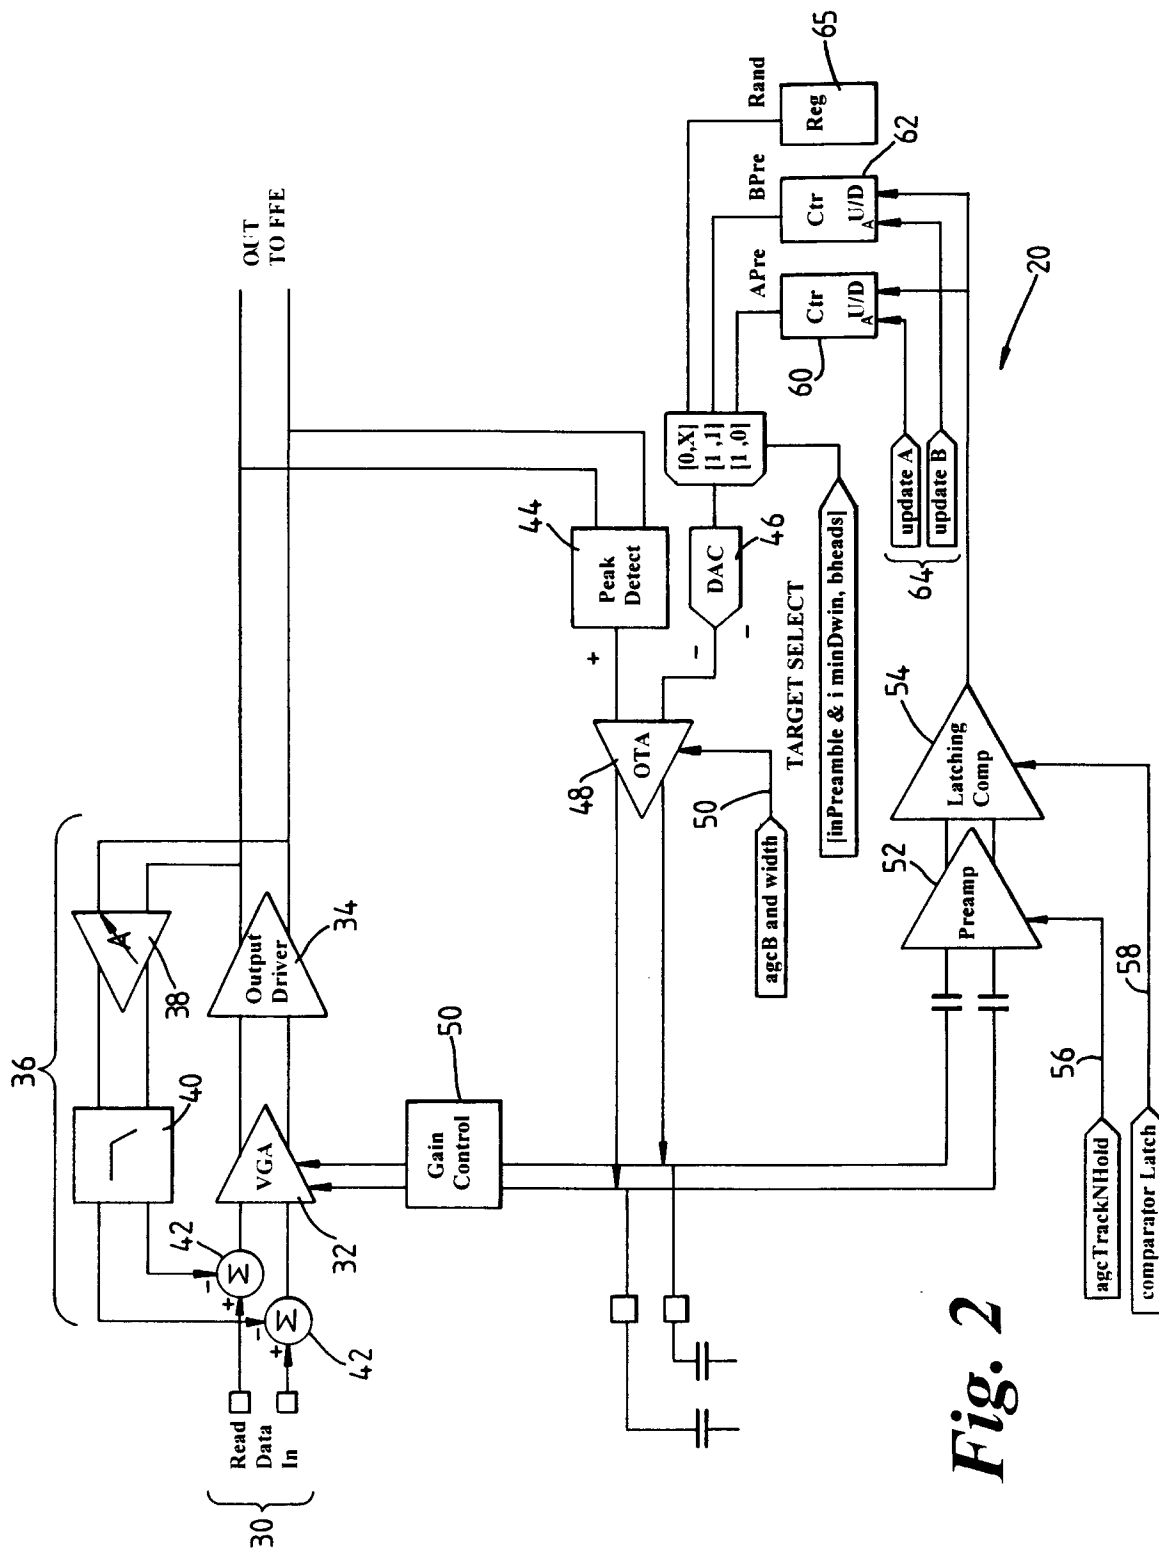 36
38
40
42
42
A
Output
Driver
34
VGA
32
Σ
Σ
+
-
+
-
Read
Data
In
30
OUT
TO FFE
50
Gain
Control
44
Peak
Detect
+
-
-
48
OTA
DAC
46
50
agcB and width
TARGET SELECT
[inPreamble & i minDwin, bheads]
[0,X]
[1 ,1]
[1 ,0]
APre
BPre
Rand
Ctr
U/D
A
60
Ctr
U/D
A
62
Reg
65
64
update A
update B
20
52
Preamp
54
Latching
Comp
56
58
agcTrackNHold
comparator Latch
Fig. 2